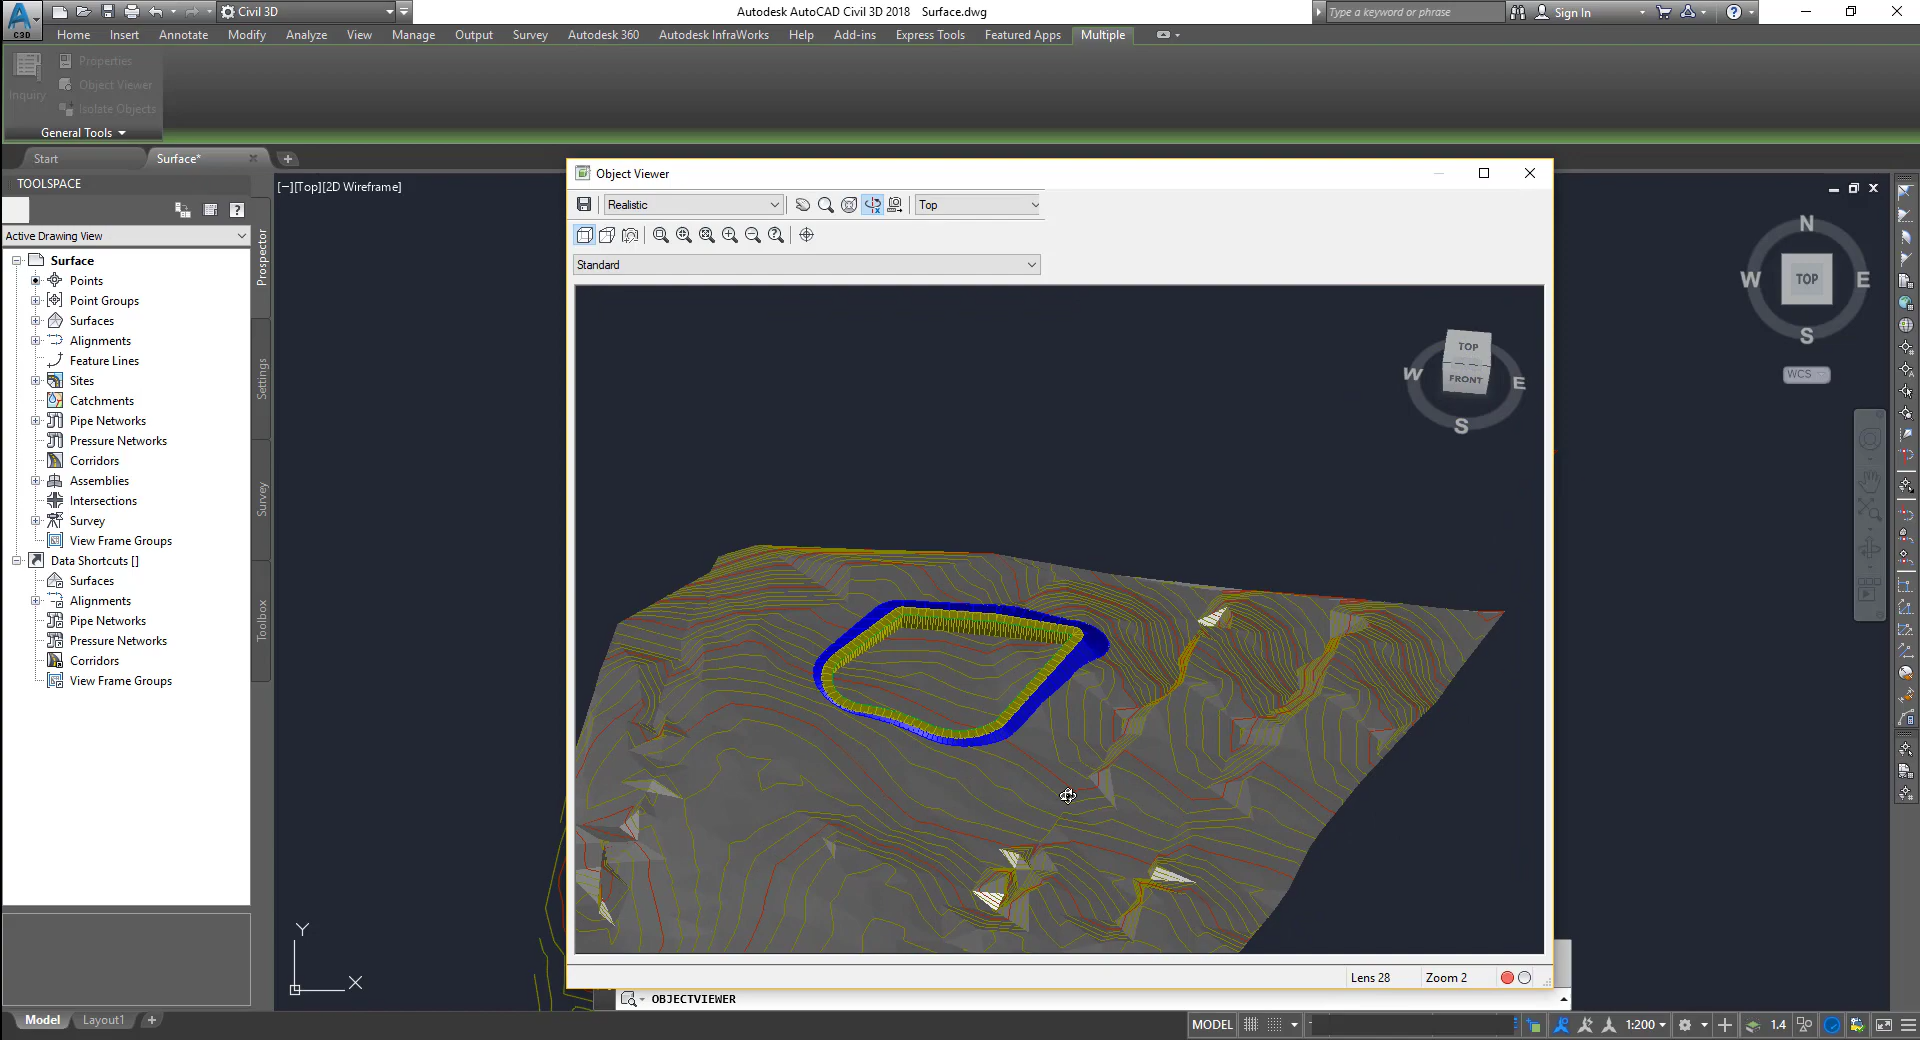 Civil 3D
Autodesk AutoCAD Civil 3D 2018 Surface.dwg
Type a keyword or phrase
Sign In
C3D
Home Insert Annotate Modify Analyze View Manage Output Survey Autodesk 360 Autodesk InfraWorks Help Add-ins Express Tools Featured Apps Multiple
Inquiry
Properties
Object Viewer
Isolate Objects
General Tools
Start
Surface*
TOOLSPACE
Active Drawing View
Surface
Points
Point Groups
Surfaces
Alignments
Feature Lines
Sites
Catchments
Pipe Networks
Pressure Networks
Corridors
Assemblies
Intersections
Survey
View Frame Groups
Data Shortcuts []
Surfaces
Alignments
Pipe Networks
Pressure Networks
Corridors
View Frame Groups
Prospector
Settings
Survey
Toolbox
[−][Top][2D Wireframe]
Object Viewer
Realistic
Top
Standard
TOP
FRONT
W
E
S
N
W
TOP
E
S
WCS
Y
X
Lens 28
Zoom 2
OBJECTVIEWER
Model
Layout1
MODEL
1:200
1.4